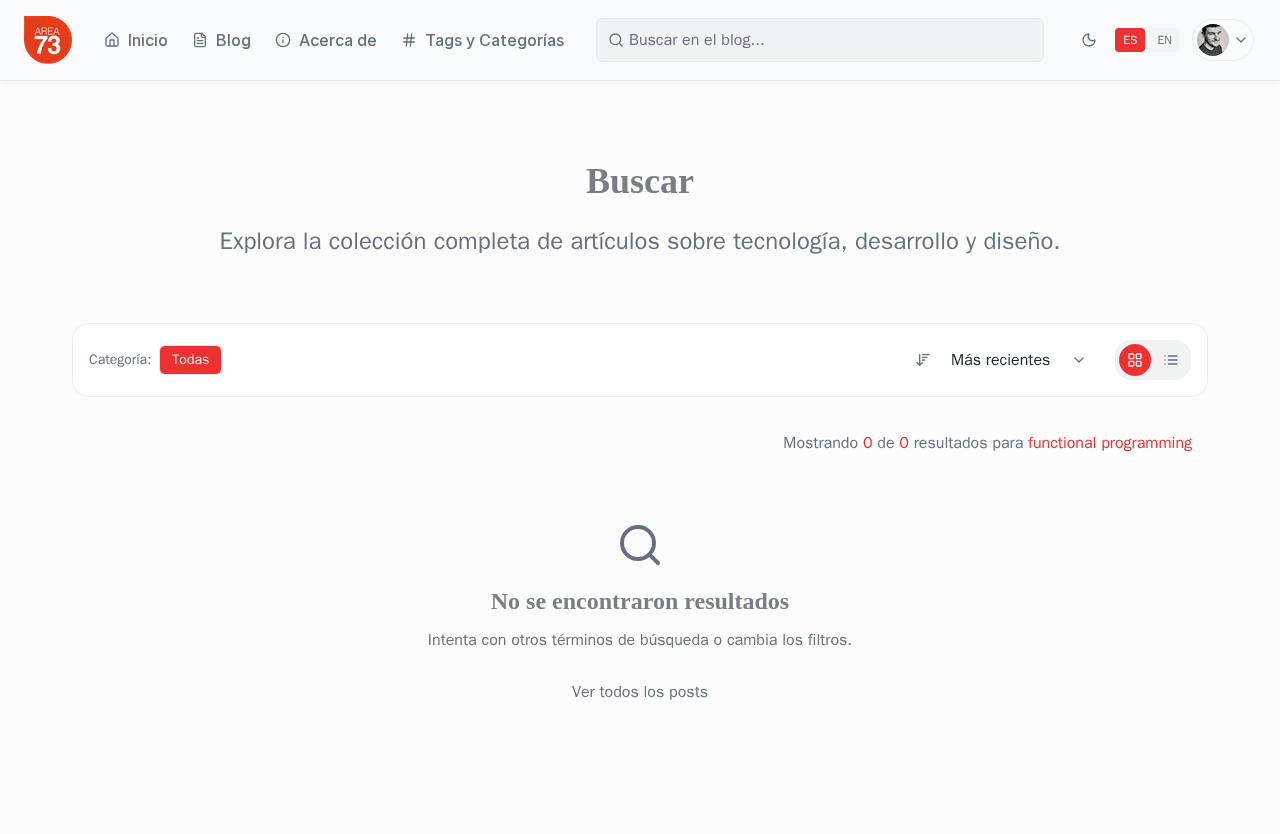 AREA
73
Inicio
Blog
Acerca de
Tags y Categorías
Buscar en el blog...
ES
EN
Buscar
Explora la colección completa de artículos sobre tecnología, desarrollo y diseño.
Categoría:
Todas
Más recientes
Mostrando 0 de 0 resultados para functional programming
No se encontraron resultados
Intenta con otros términos de búsqueda o cambia los filtros.
Ver todos los posts